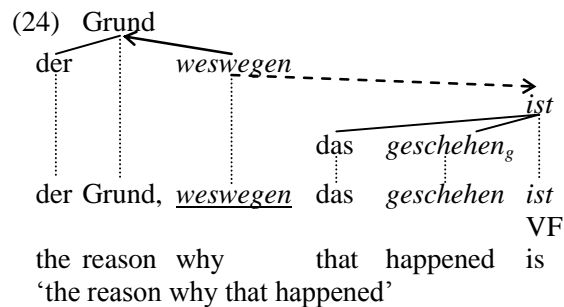 (24) Grund
der weswegen
ist
das geschehen_g
der Grund, weswegen das geschehen ist
VF
the reason why that happened is
‘the reason why that happened’